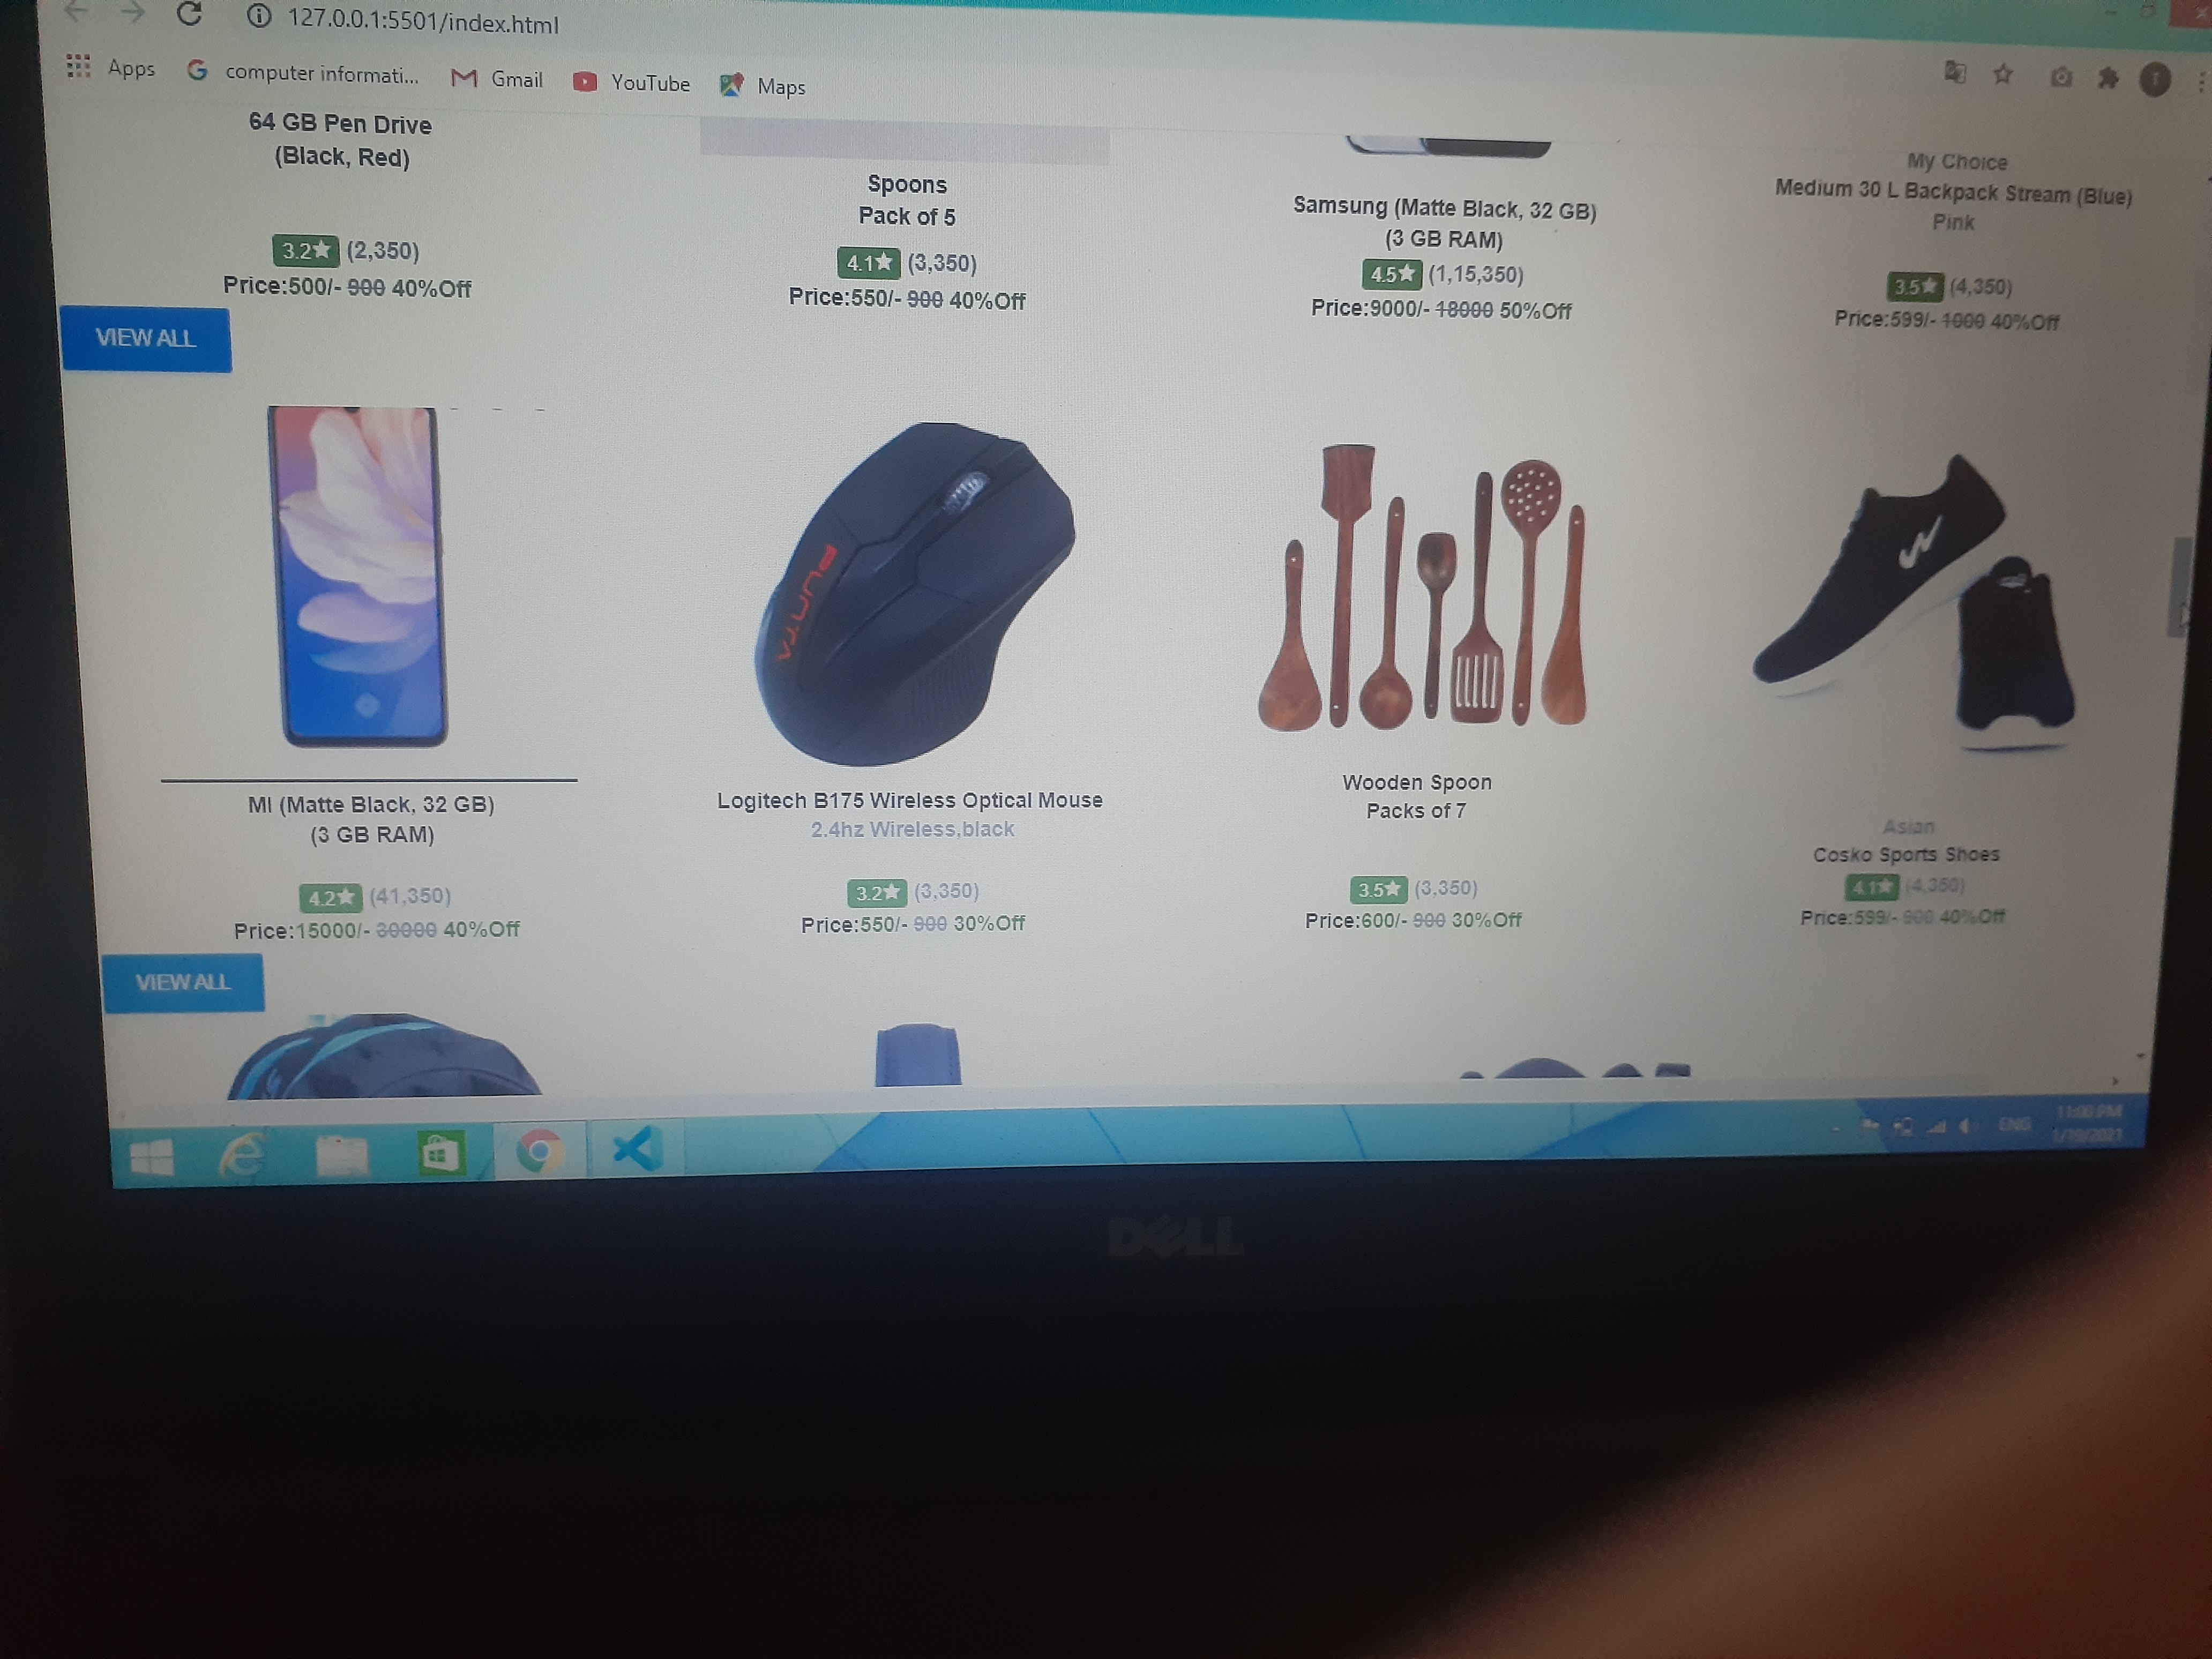 127.0.0.1:5501/index.html
Apps
computer informati...
Gmail
YouTube
Maps
64 GB Pen Drive
(Black, Red)
3.2★ (2,350)
Price:500/- 900 40%Off
Spoons
Pack of 5
4.1★ (3,350)
Price:550/- 900 40%Off
Samsung (Matte Black, 32 GB)
(3 GB RAM)
4.5★ (1,15,350)
Price:9000/- 18000 50%Off
My Choice
Medium 30 L Backpack Stream (Blue)
Pink
3.5★ (4,350)
Price:599/- 1000 40%Off
VIEW ALL
PUNTA
MI (Matte Black, 32 GB)
(3 GB RAM)
4.2★ (41,350)
Price:15000/- 30000 40%Off
Logitech B175 Wireless Optical Mouse
2.4hz Wireless,black
3.2★ (3,350)
Price:550/- 900 30%Off
Wooden Spoon
Packs of 7
3.5★ (3,350)
Price:600/- 900 30%Off
Asian
Cosko Sports Shoes
4.1★ (4,350)
Price:599/- 900 40%Off
VIEW ALL
ENG
11:00 PM
DELL